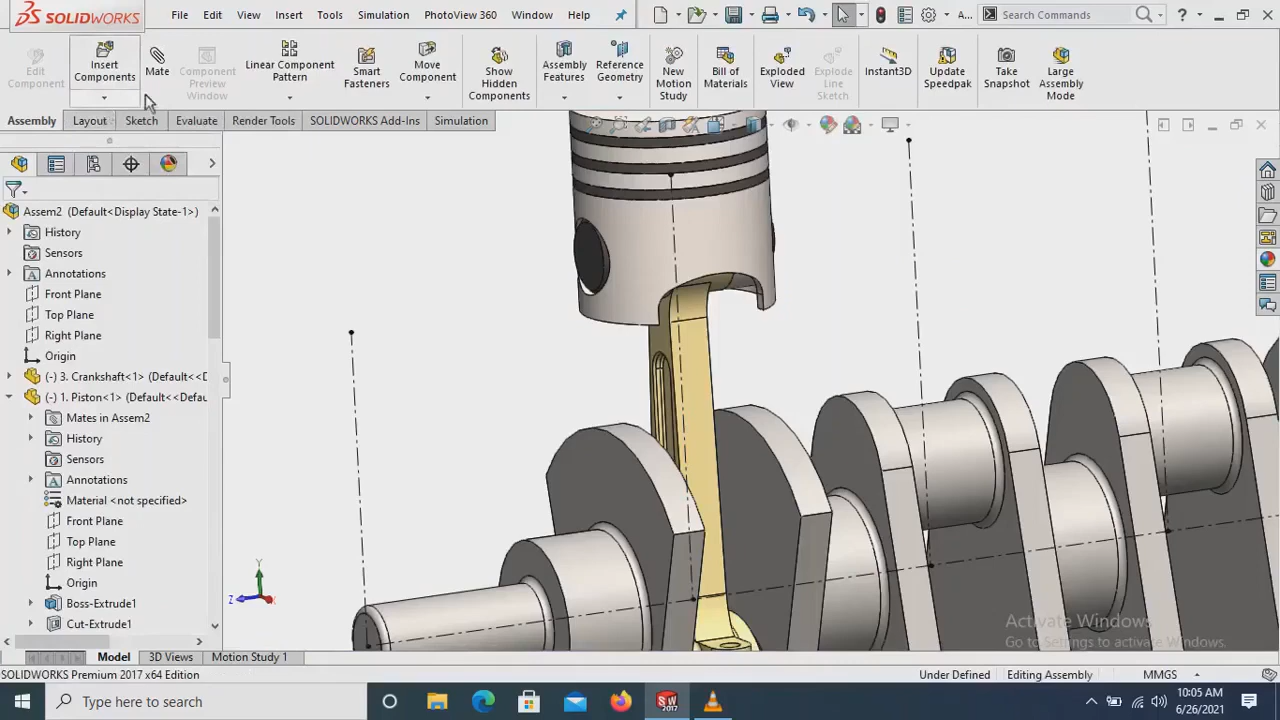 SOLIDWORKS File Edit View Insert Tools Simulation PhotoView 360 Window Help A... Search Commands ?
Edit Component
Insert Components
Mate
Component Preview Window
Linear Component Pattern
Smart Fasteners
Move Component
Show Hidden Components
Assembly Features
Reference Geometry
New Motion Study
Bill of Materials
Exploded View
Explode Line Sketch
Instant3D
Update Speedpak
Take Snapshot
Large Assembly Mode
Assembly Layout Sketch Evaluate Render Tools SOLIDWORKS Add-Ins Simulation
Assem2 (Default<Display State-1>)
History
Sensors
Annotations
Front Plane
Top Plane
Right Plane
Origin
(-) 3. Crankshaft<1> (Default<<D
(-) 1. Piston<1> (Default<<Defau
Mates in Assem2
History
Sensors
Annotations
Material <not specified>
Front Plane
Top Plane
Right Plane
Origin
Boss-Extrude1
Cut-Extrude1
Y
Z
X
Activate Windows
Go to Settings to activate Windows.
Model 3D Views Motion Study 1
SOLIDWORKS Premium 2017 x64 Edition Under Defined Editing Assembly MMGS
Type here to search
SW 2017
10:05 AM
6/26/2021